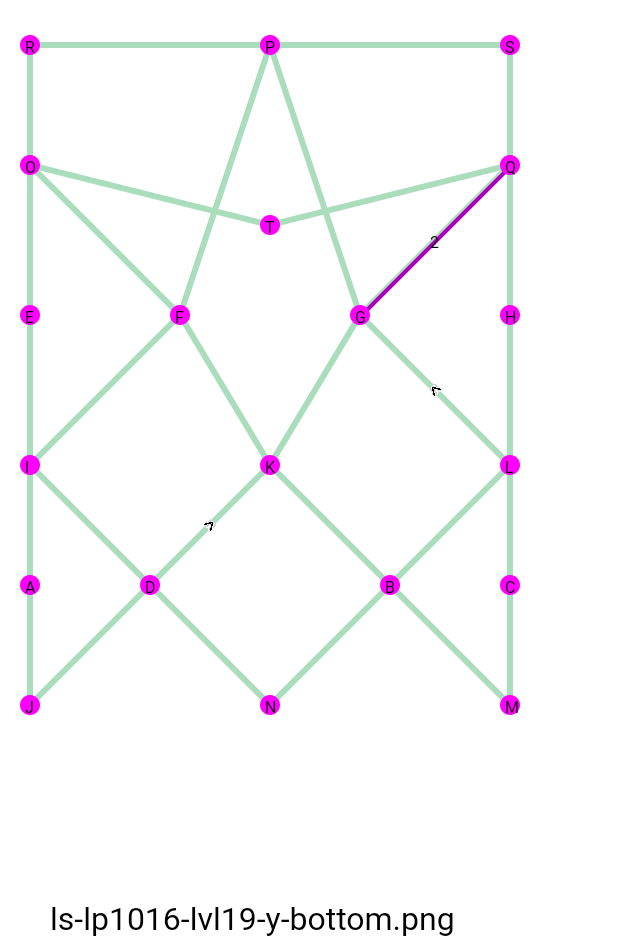 R P S
O Q
T
2
E F G H
I K L
A D B C
J N M
ls-lp1016-lvl19-y-bottom.png